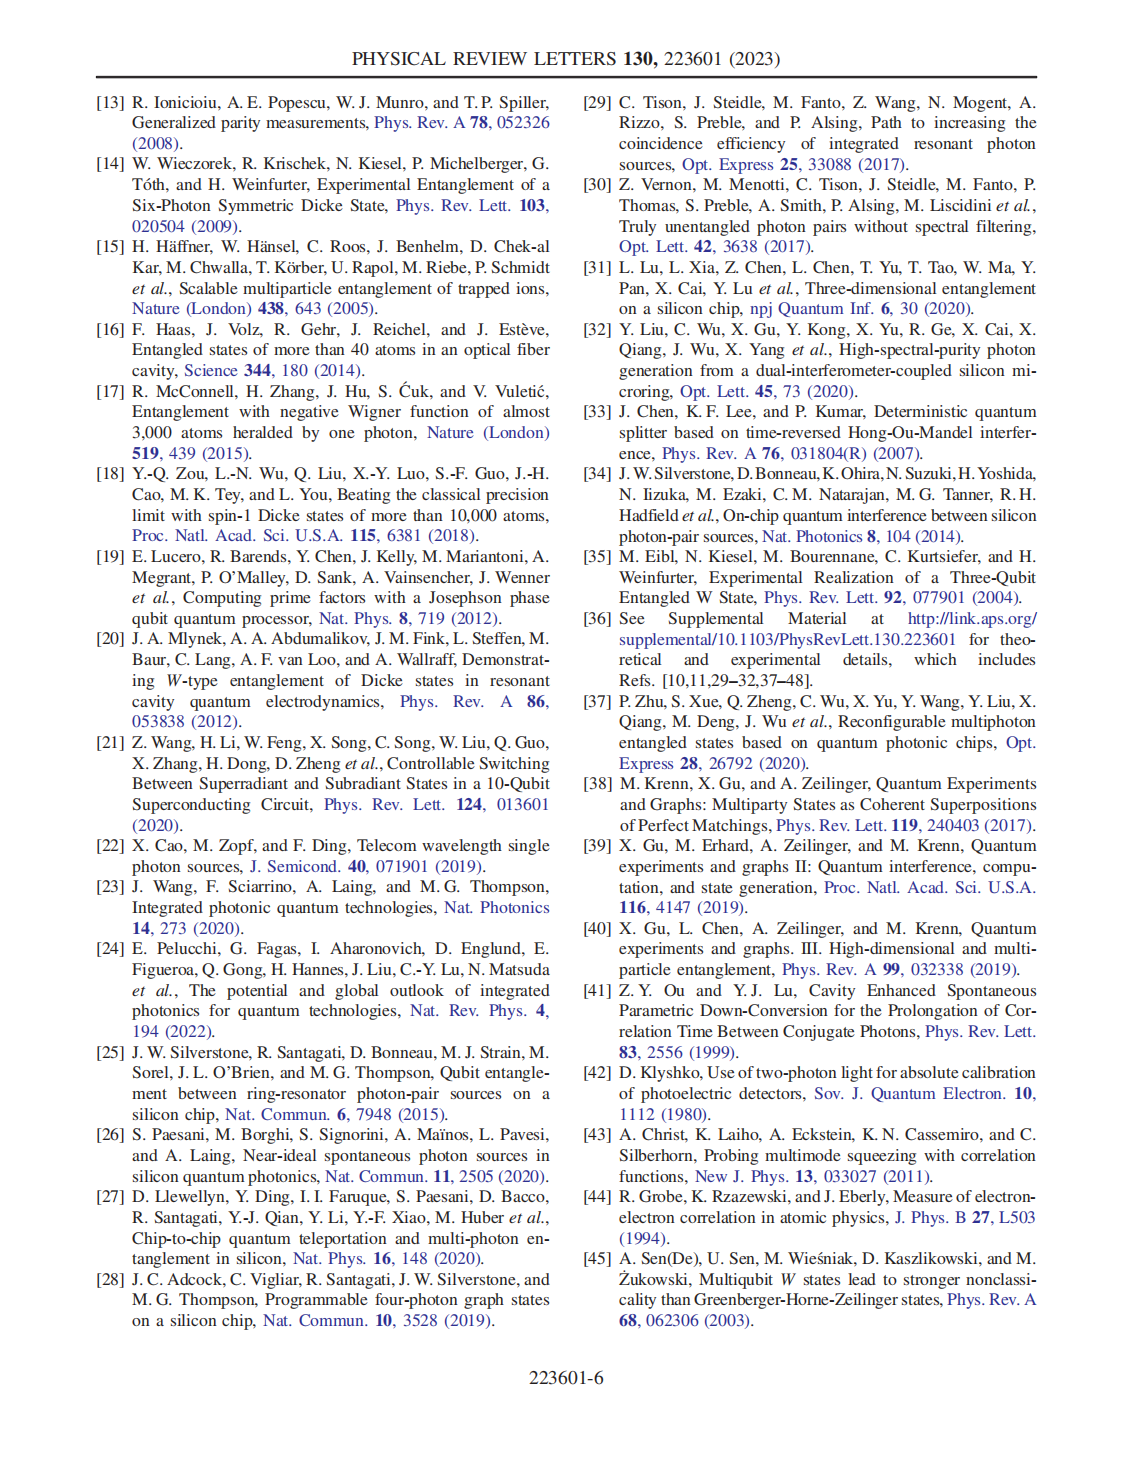 PHYSICAL REVIEW LETTERS 130, 223601 (2023)
[13] R. Ionicioiu, A. E. Popescu, W. J. Munro, and T. P. Spiller,
Generalized parity measurements, Phys. Rev. A 78, 052326
(2008).
[14] W. Wieczorek, R. Krischek, N. Kiesel, P. Michelberger, G.
Tóth, and H. Weinfurter, Experimental Entanglement of a
Six-Photon Symmetric Dicke State, Phys. Rev. Lett. 103,
020504 (2009).
[15] H. Häffner, W. Hänsel, C. Roos, J. Benhelm, D. Chek-al
Kar, M. Chwalla, T. Körber, U. Rapol, M. Riebe, P. Schmidt
et al., Scalable multiparticle entanglement of trapped ions,
Nature (London) 438, 643 (2005).
[16] F. Haas, J. Volz, R. Gehr, J. Reichel, and J. Estève,
Entangled states of more than 40 atoms in an optical fiber
cavity, Science 344, 180 (2014).
[17] R. McConnell, H. Zhang, J. Hu, S. Ćuk, and V. Vuletić,
Entanglement with negative Wigner function of almost
3,000 atoms heralded by one photon, Nature (London)
519, 439 (2015).
[18] Y.-Q. Zou, L.-N. Wu, Q. Liu, X.-Y. Luo, S.-F. Guo, J.-H.
Cao, M. K. Tey, and L. You, Beating the classical precision
limit with spin-1 Dicke states of more than 10,000 atoms,
Proc. Natl. Acad. Sci. U.S.A. 115, 6381 (2018).
[19] E. Lucero, R. Barends, Y. Chen, J. Kelly, M. Mariantoni, A.
Megrant, P. O'Malley, D. Sank, A. Vainsencher, J. Wenner
et al., Computing prime factors with a Josephson phase
qubit quantum processor, Nat. Phys. 8, 719 (2012).
[20] J. A. Mlynek, A. A. Abdumalikov, J. M. Fink, L. Steffen, M.
Baur, C. Lang, A. F. van Loo, and A. Wallraff, Demonstrat-
ing W-type entanglement of Dicke states in resonant
cavity quantum electrodynamics, Phys. Rev. A 86,
053838 (2012).
[21] Z. Wang, H. Li, W. Feng, X. Song, C. Song, W. Liu, Q. Guo,
X. Zhang, H. Dong, D. Zheng et al., Controllable Switching
Between Superradiant and Subradiant States in a 10-Qubit
Superconducting Circuit, Phys. Rev. Lett. 124, 013601
(2020).
[22] X. Cao, M. Zopf, and F. Ding, Telecom wavelength single
photon sources, J. Semicond. 40, 071901 (2019).
[23] J. Wang, F. Sciarrino, A. Laing, and M. G. Thompson,
Integrated photonic quantum technologies, Nat. Photonics
14, 273 (2020).
[24] E. Pelucchi, G. Fagas, I. Aharonovich, D. Englund, E.
Figueroa, Q. Gong, H. Hannes, J. Liu, C.-Y. Lu, N. Matsuda
et al., The potential and global outlook of integrated
photonics for quantum technologies, Nat. Rev. Phys. 4,
194 (2022).
[25] J. W. Silverstone, R. Santagati, D. Bonneau, M. J. Strain, M.
Sorel, J. L. O'Brien, and M. G. Thompson, Qubit entangle-
ment between ring-resonator photon-pair sources on a
silicon chip, Nat. Commun. 6, 7948 (2015).
[26] S. Paesani, M. Borghi, S. Signorini, A. Maïnos, L. Pavesi,
and A. Laing, Near-ideal spontaneous photon sources in
silicon quantum photonics, Nat. Commun. 11, 2505 (2020).
[27] D. Llewellyn, Y. Ding, I. I. Faruque, S. Paesani, D. Bacco,
R. Santagati, Y.-J. Qian, Y. Li, Y.-F. Xiao, M. Huber et al.,
Chip-to-chip quantum teleportation and multi-photon en-
tanglement in silicon, Nat. Phys. 16, 148 (2020).
[28] J. C. Adcock, C. Vigliar, R. Santagati, J. W. Silverstone, and
M. G. Thompson, Programmable four-photon graph states
on a silicon chip, Nat. Commun. 10, 3528 (2019).
[29] C. Tison, J. Steidle, M. Fanto, Z. Wang, N. Mogent, A.
Rizzo, S. Preble, and P. Alsing, Path to increasing the
coincidence efficiency of integrated resonant photon
sources, Opt. Express 25, 33088 (2017).
[30] Z. Vernon, M. Menotti, C. Tison, J. Steidle, M. Fanto, P.
Thomas, S. Preble, A. Smith, P. Alsing, M. Liscidini et al.,
Truly unentangled photon pairs without spectral filtering,
Opt. Lett. 42, 3638 (2017).
[31] L. Lu, L. Xia, Z. Chen, L. Chen, T. Yu, T. Tao, W. Ma, Y.
Pan, X. Cai, Y. Lu et al., Three-dimensional entanglement
on a silicon chip, npj Quantum Inf. 6, 30 (2020).
[32] Y. Liu, C. Wu, X. Gu, Y. Kong, X. Yu, R. Ge, X. Cai, X.
Qiang, J. Wu, X. Yang et al., High-spectral-purity photon
generation from a dual-interferometer-coupled silicon mi-
croring, Opt. Lett. 45, 73 (2020).
[33] J. Chen, K. F. Lee, and P. Kumar, Deterministic quantum
splitter based on time-reversed Hong-Ou-Mandel interfer-
ence, Phys. Rev. A 76, 031804(R) (2007).
[34] J. W. Silverstone, D. Bonneau, K. Ohira, N. Suzuki, H. Yoshida,
N. Iizuka, M. Ezaki, C. M. Natarajan, M. G. Tanner, R. H.
Hadfield et al., On-chip quantum interference between silicon
photon-pair sources, Nat. Photonics 8, 104 (2014).
[35] M. Eibl, N. Kiesel, M. Bourennane, C. Kurtsiefer, and H.
Weinfurter, Experimental Realization of a Three-Qubit
Entangled W State, Phys. Rev. Lett. 92, 077901 (2004).
[36] See Supplemental Material at http://link.aps.org/
supplemental/10.1103/PhysRevLett.130.223601 for theo-
retical and experimental details, which includes
Refs. [10,11,29–32,37–48].
[37] P. Zhu, S. Xue, Q. Zheng, C. Wu, X. Yu, Y. Wang, Y. Liu, X.
Qiang, M. Deng, J. Wu et al., Reconfigurable multiphoton
entangled states based on quantum photonic chips, Opt.
Express 28, 26792 (2020).
[38] M. Krenn, X. Gu, and A. Zeilinger, Quantum Experiments
and Graphs: Multiparty States as Coherent Superpositions
of Perfect Matchings, Phys. Rev. Lett. 119, 240403 (2017).
[39] X. Gu, M. Erhard, A. Zeilinger, and M. Krenn, Quantum
experiments and graphs II: Quantum interference, compu-
tation, and state generation, Proc. Natl. Acad. Sci. U.S.A.
116, 4147 (2019).
[40] X. Gu, L. Chen, A. Zeilinger, and M. Krenn, Quantum
experiments and graphs. III. High-dimensional and multi-
particle entanglement, Phys. Rev. A 99, 032338 (2019).
[41] Z. Y. Ou and Y. J. Lu, Cavity Enhanced Spontaneous
Parametric Down-Conversion for the Prolongation of Cor-
relation Time Between Conjugate Photons, Phys. Rev. Lett.
83, 2556 (1999).
[42] D. Klyshko, Use of two-photon light for absolute calibration
of photoelectric detectors, Sov. J. Quantum Electron. 10,
1112 (1980).
[43] A. Christ, K. Laiho, A. Eckstein, K. N. Cassemiro, and C.
Silberhorn, Probing multimode squeezing with correlation
functions, New J. Phys. 13, 033027 (2011).
[44] R. Grobe, K. Rzazewski, and J. Eberly, Measure of electron-
electron correlation in atomic physics, J. Phys. B 27, L503
(1994).
[45] A. Sen(De), U. Sen, M. Wieśniak, D. Kaszlikowski, and M.
Żukowski, Multiqubit W states lead to stronger nonclassi-
cality than Greenberger-Horne-Zeilinger states, Phys. Rev. A
68, 062306 (2003).
223601-6